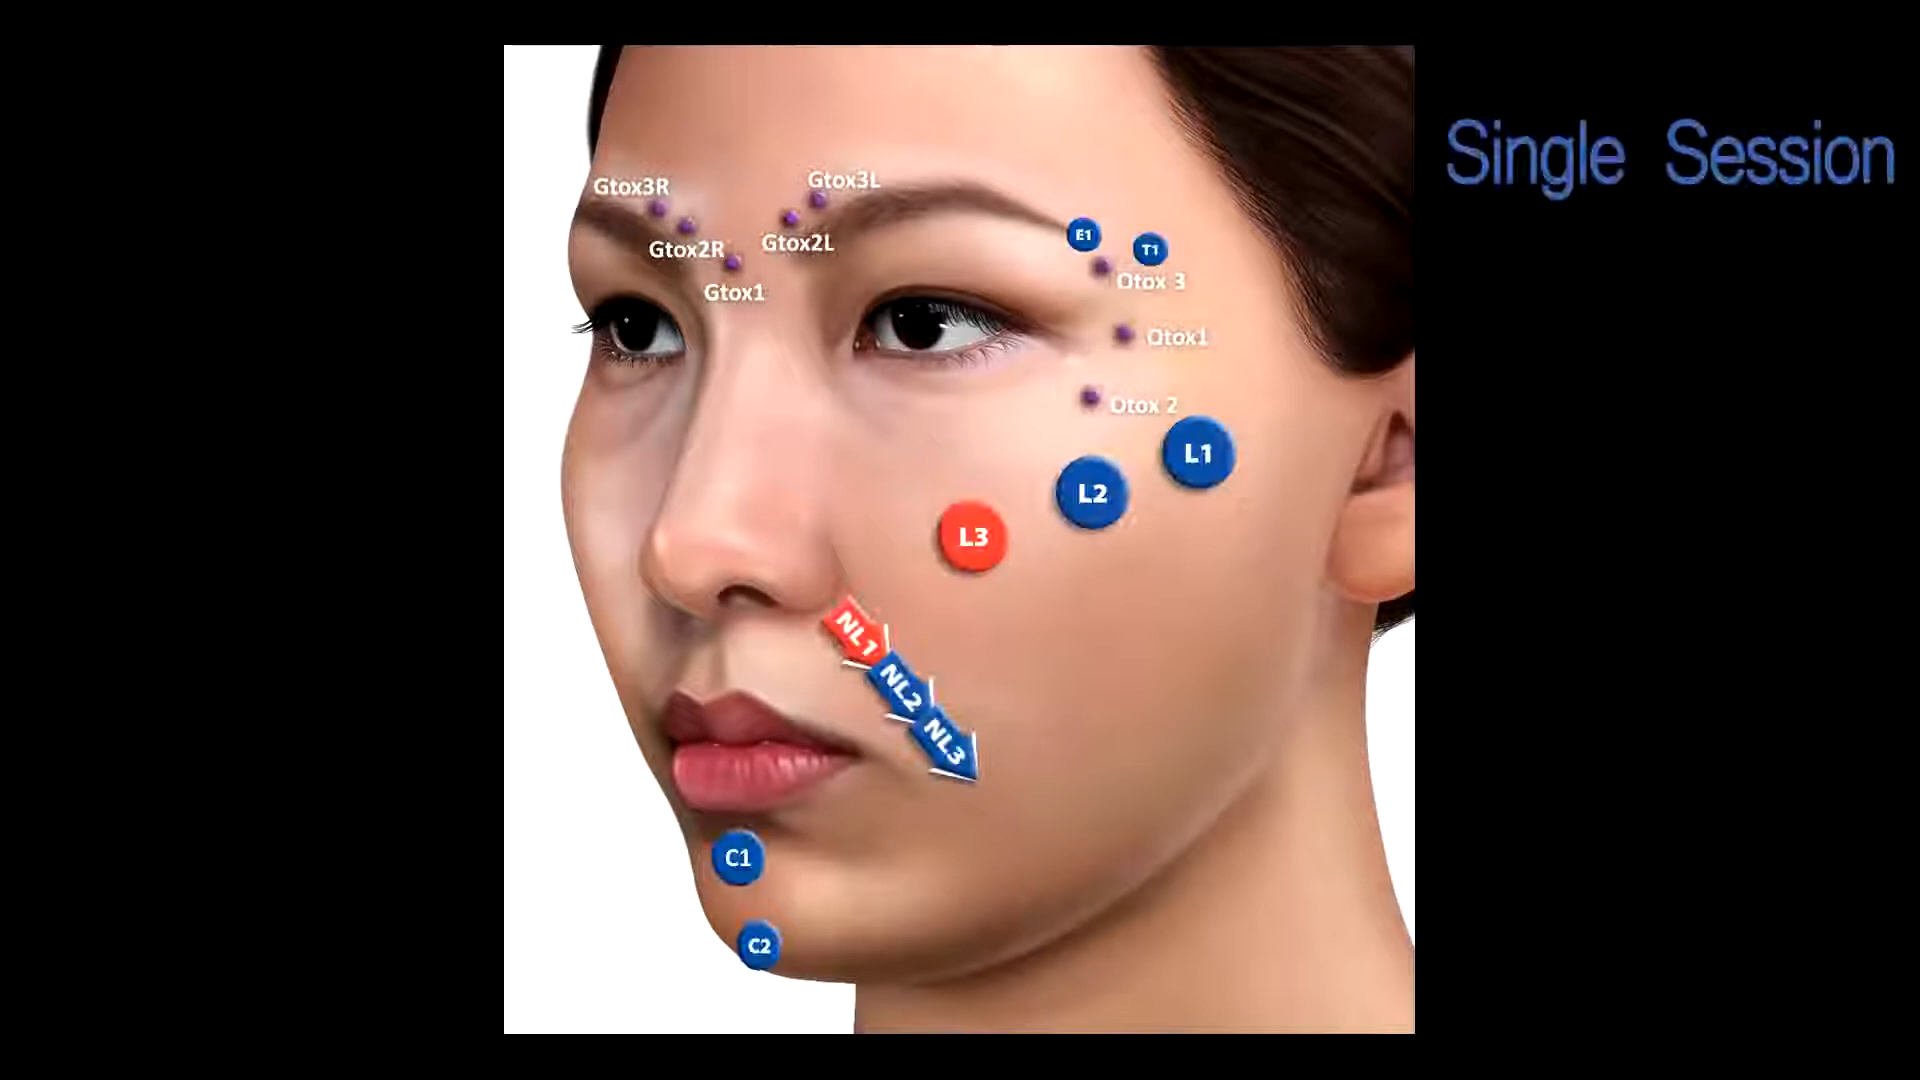 Single Session
Gtox3R
Gtox3L
Gtox2R
Gtox2L
Gtox1
E1
T1
Otox 3
Otox1
Otox 2
L1
L2
L3
NL1
NL2
NL3
C1
C2